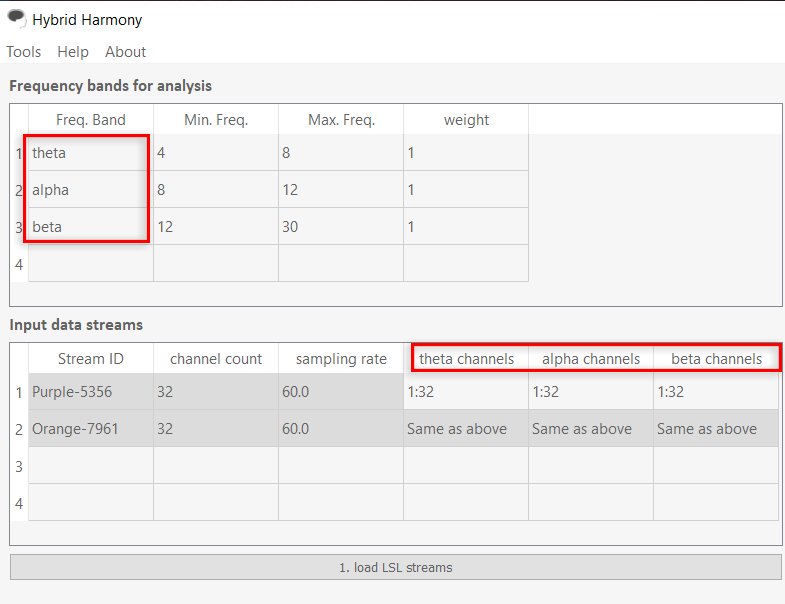 Hybrid Harmony
Tools Help About
Frequency bands for analysis
Freq. Band Min. Freq. Max. Freq. weight
1 theta 4 8 1
2 alpha 8 12 1
3 beta 12 30 1
4
Input data streams
Stream ID channel count sampling rate theta channels alpha channels beta channels
1 Purple-5356 32 60.0 1:32 1:32 1:32
2 Orange-7961 32 60.0 Same as above Same as above Same as above
3
4
1. load LSL streams